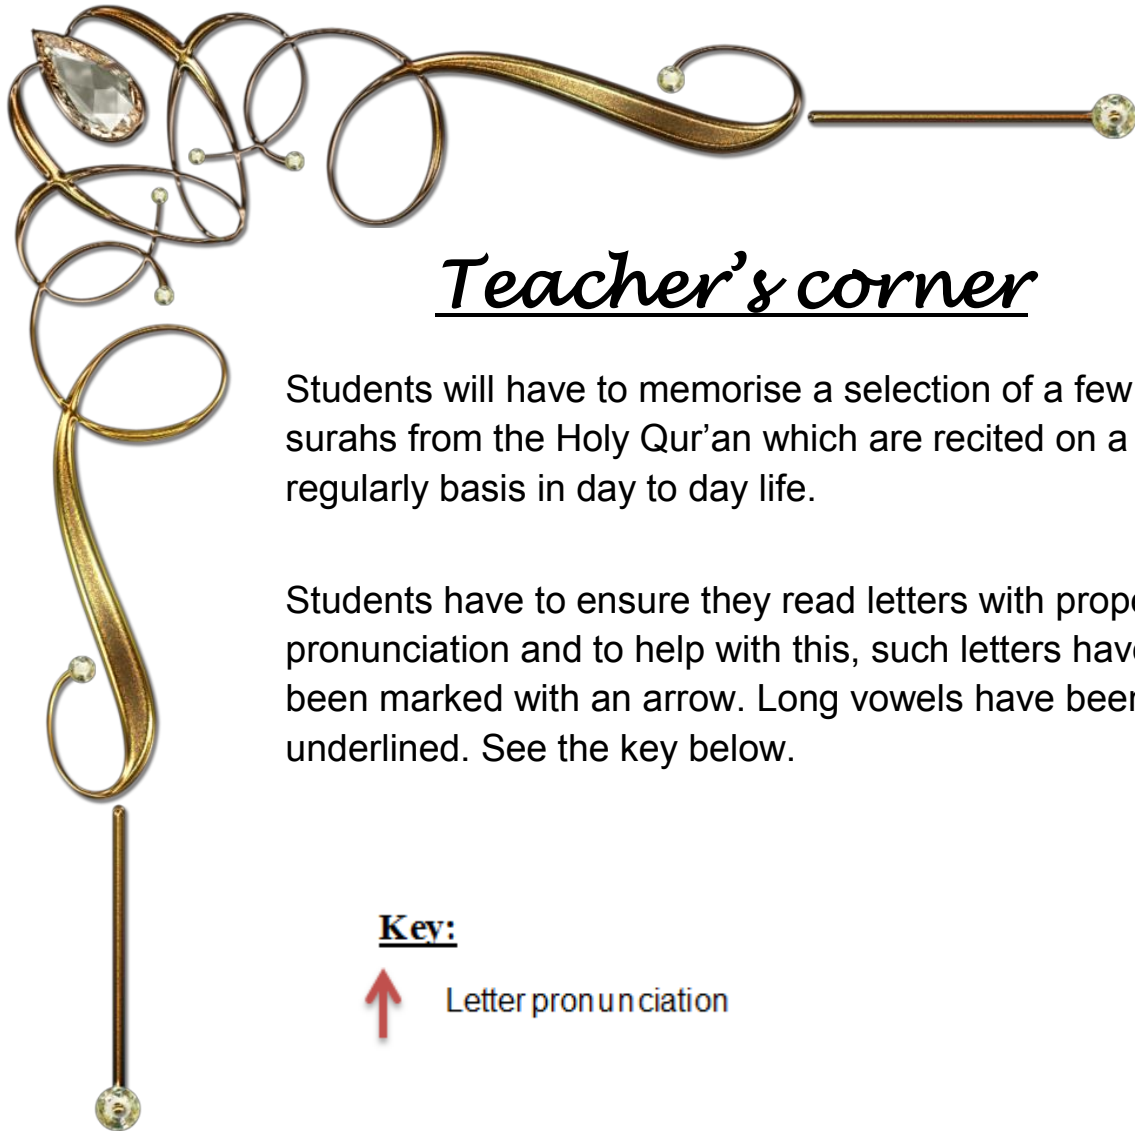 Teacher's corner
Students will have to memorise a selection of a few
surahs from the Holy Qur'an which are recited on a
regularly basis in day to day life.
Students have to ensure they read letters with prope
pronunciation and to help with this, such letters have
been marked with an arrow. Long vowels have been
underlined. See the key below.
Key:
Letter pronunciation